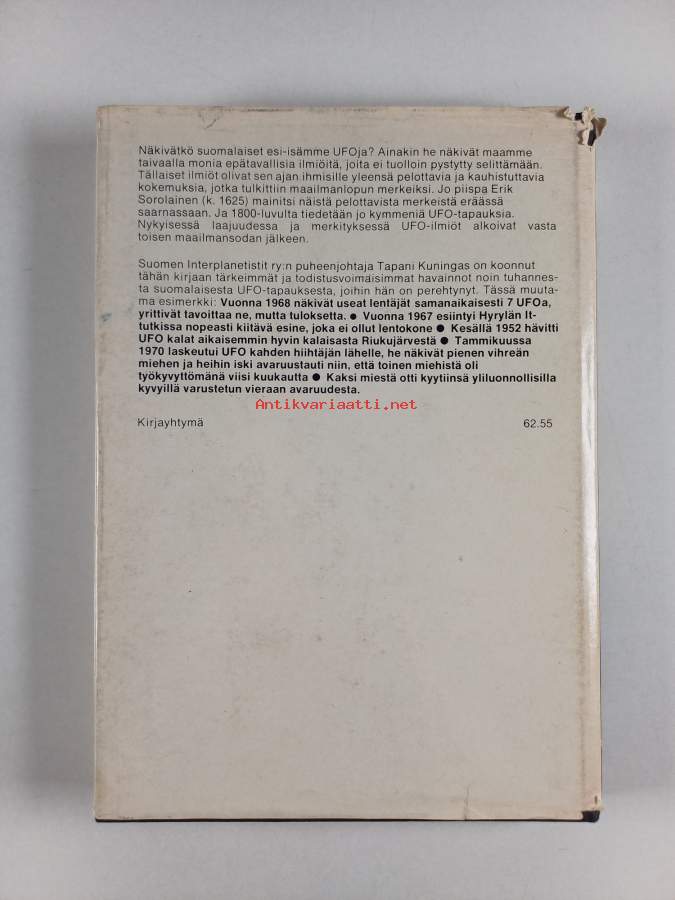 Näkivätkö suomalaiset esi-isämme UFOja? Ainakin he näkivät maamme
taivaalla monia epätavallisia ilmiöitä, joita ei tuolloin pystytty selittämään.
Tällaiset ilmiöt olivat sen ajan ihmisille yleensä pelottavia ja kauhistuttavia
kokemuksia, jotka tulkittiin maailmanlopun merkeiksi. Jo piispa Erik
Sorolainen (k. 1625) mainitsi näistä pelottavista merkeistä eräässä
saarnassaan. Ja 1800-luvulta tiedetään jo kymmeniä UFO-tapauksia.
Nykyisessä laajuudessa ja merkityksessä UFO-ilmiöt alkoivat vasta
toisen maailmansodan jälkeen.
Suomen Interplanetistit ry:n puheenjohtaja Tapani Kuningas on koonnut
tähän kirjaan tärkeimmät ja todistusvoimaisimmat havainnot noin tuhannes-
ta suomalaisesta UFO-tapauksesta, joihin hän on perehtynyt. Tässä muuta-
ma esimerkki: Vuonna 1968 näkivät useat lentäjät samanaikaisesti 7 UFOa,
yrittivät tavoittaa ne, mutta tuloksetta. ● Vuonna 1967 esiintyi Hyrylän It-
tutkissa nopeasti kiitävä esine, joka ei ollut lentokone ● Kesällä 1952 hävitti
UFO kalat aikaisemmin hyvin kalaisasta Riukujärvestä ● Tammikuussa
1970 laskeutui UFO kahden hiihtäjän lähelle, he näkivät pienen vihreän
miehen ja heihin iski avaruustauti niin, että toinen miehistä oli
työkyvyttömänä viisi kuukautta ● Kaksi miestä otti kyytiinsä yliluonnollisilla
kyvyillä varustetun vieraan avaruudesta.
Antikvariaatti.net
Kirjayhtymä 62.55